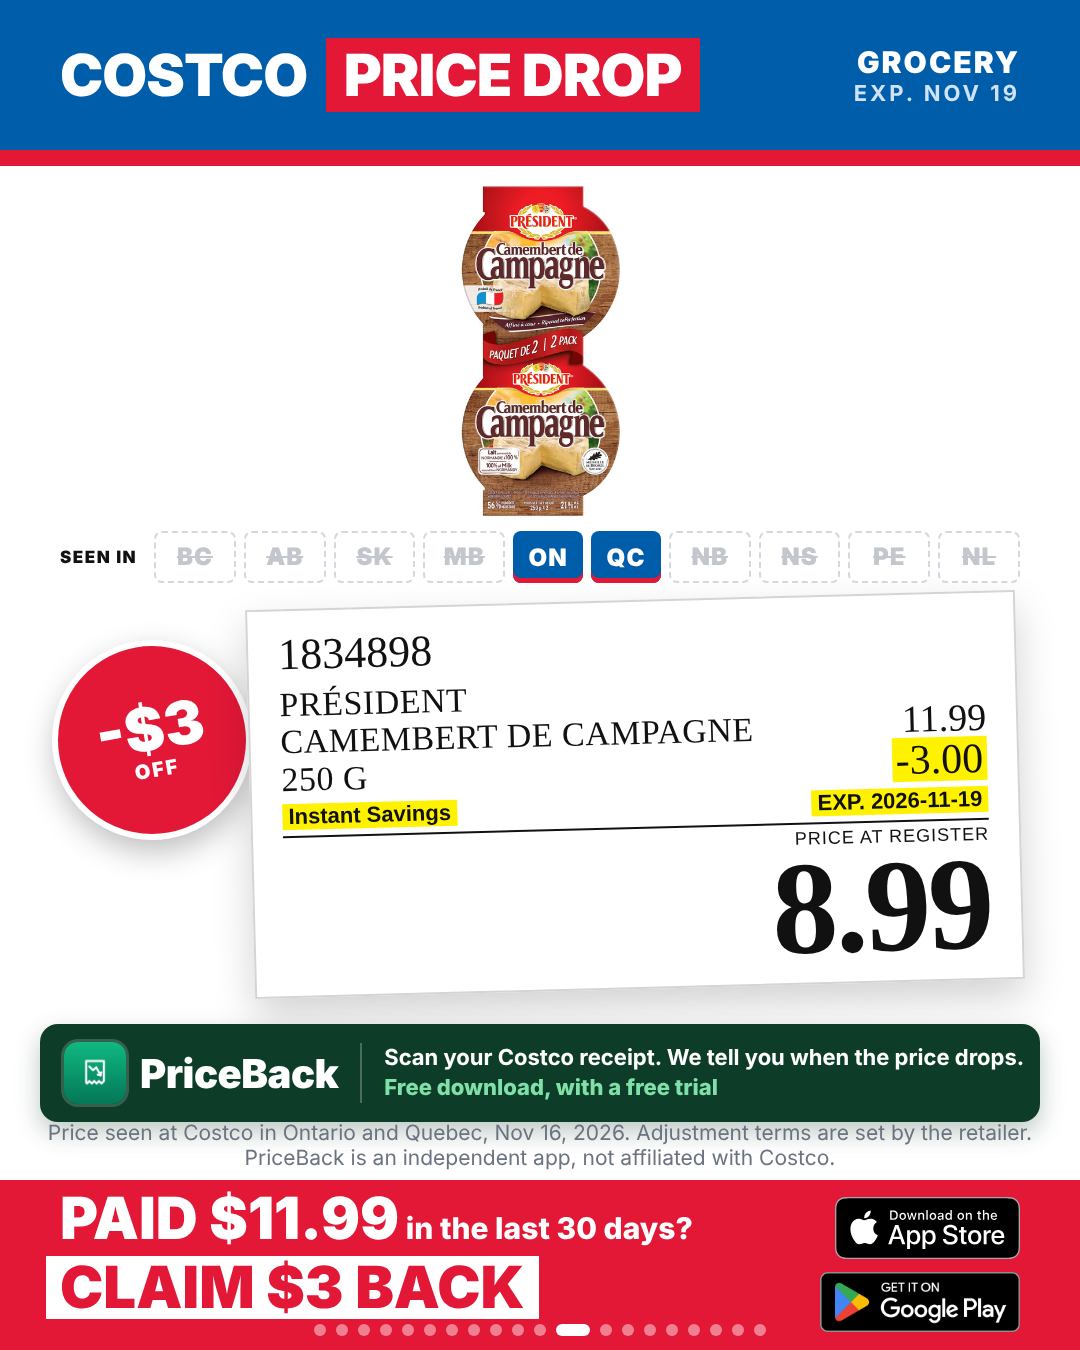 COSTCO PRICE DROP
GROCERY
EXP. NOV 19
PRÉSIDENT
Camembert de
Campagne
Affiné à cœur • Ripened to Perfection
PAQUET DE 2 | 2 PACK
PRÉSIDENT
Camembert de
Campagne
SEEN IN BC AB SK MB ON QC NB NS PE NL
-$3
OFF
1834898
PRÉSIDENT
CAMEMBERT DE CAMPAGNE
250 G
11.99
-3.00
Instant Savings
EXP. 2026-11-19
PRICE AT REGISTER
8.99
PriceBack
Scan your Costco receipt. We tell you when the price drops.
Free download, with a free trial
Price seen at Costco in Ontario and Quebec, Nov 16, 2026. Adjustment terms are set by the retailer.
PriceBack is an independent app, not affiliated with Costco.
PAID $11.99 in the last 30 days?
CLAIM $3 BACK
Download on the
App Store
GET IT ON
Google Play